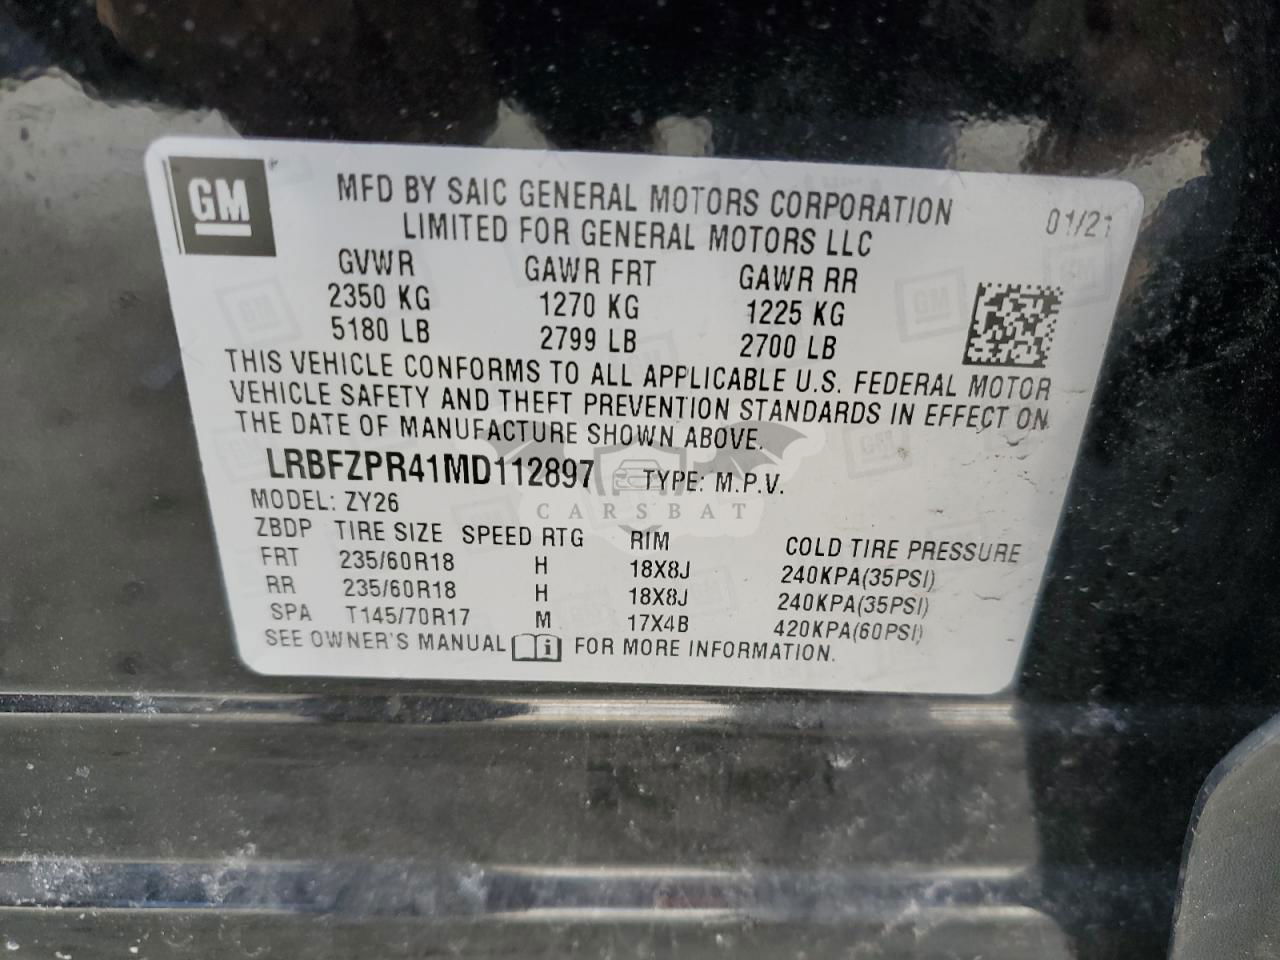 GM
MFD BY SAIC GENERAL MOTORS CORPORATION
LIMITED FOR GENERAL MOTORS LLC
01/21
GVWR GAWR FRT GAWR RR
2350 KG 1270 KG 1225 KG
5180 LB 2799 LB 2700 LB
THIS VEHICLE CONFORMS TO ALL APPLICABLE U.S. FEDERAL MOTOR
VEHICLE SAFETY AND THEFT PREVENTION STANDARDS IN EFFECT ON
THE DATE OF MANUFACTURE SHOWN ABOVE.
LRBFZPR41MD112897 TYPE: M.P.V.
CARSBAT
MODEL: ZY26
ZBDP TIRE SIZE SPEED RTG RIM COLD TIRE PRESSURE
FRT 235/60R18 H 18X8J 240KPA(35PSI)
RR 235/60R18 H 18X8J 240KPA(35PSI)
SPA T145/70R17 M 17X4B 420KPA(60PSI)
SEE OWNER'S MANUAL i FOR MORE INFORMATION.